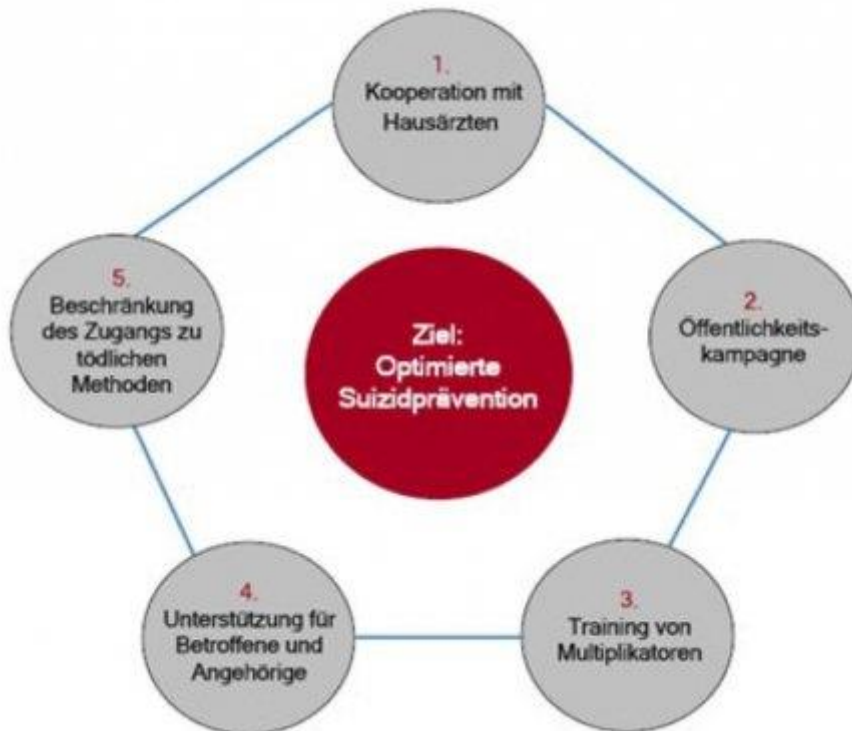 1.
Kooperation mit
Hausärzten
2.
Öffentlichkeits-
kampagne
3.
Training von
Multiplikatoren
4.
Unterstützung für
Betroffene und
Angehörige
5.
Beschränkung
des Zugangs zu
tödlichen
Methoden
Ziel:
Optimierte
Suizidprävention